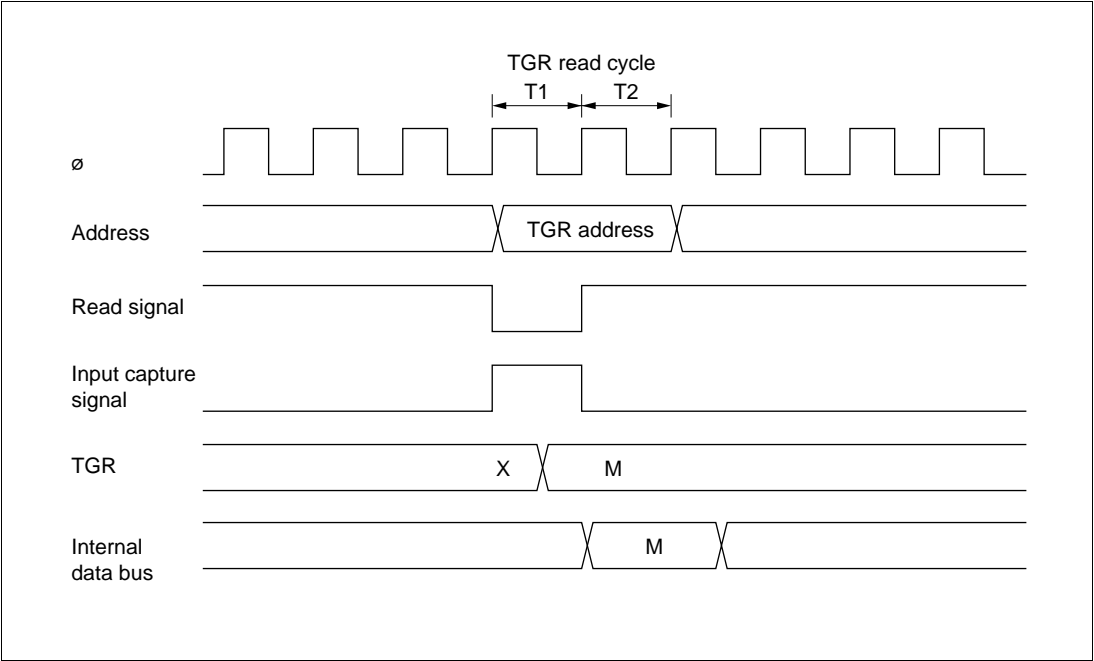 TGR read cycle
T1 T2
ø
Address TGR address
Read signal
Input capture
signal
TGR X M
Internal
data bus M